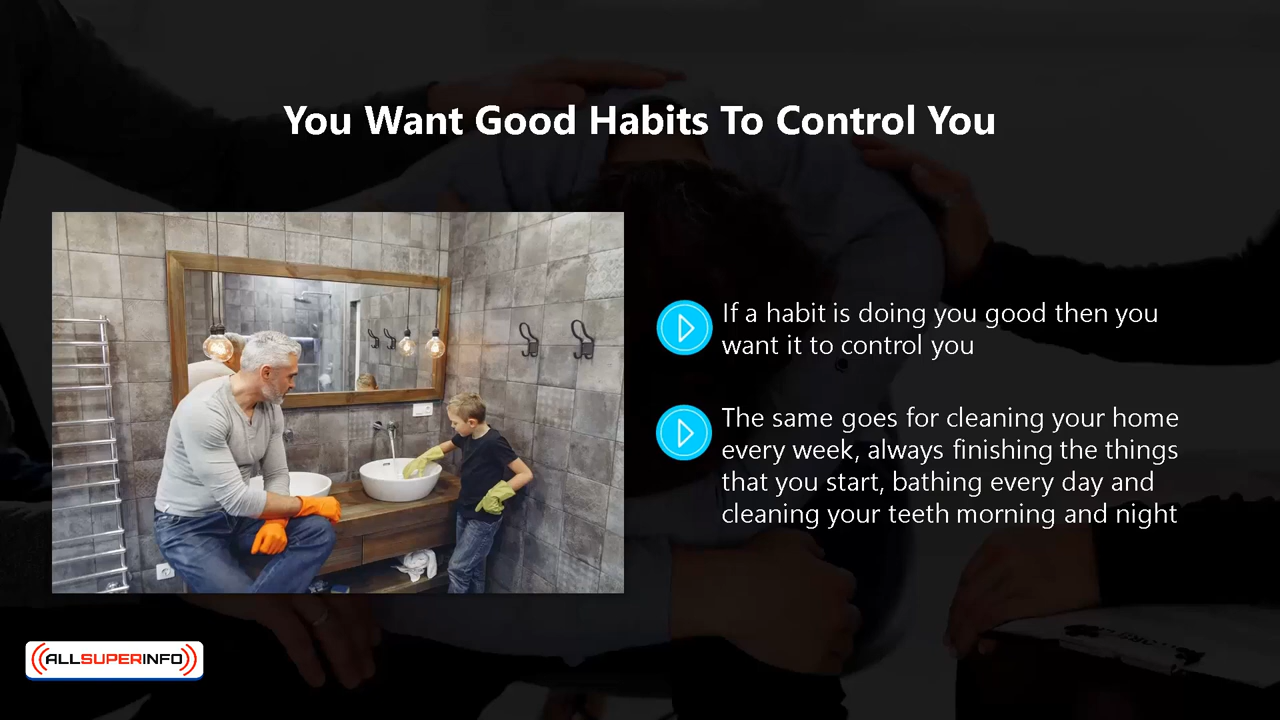 You Want Good Habits To Control You
If a habit is doing you good then you
want it to control you
The same goes for cleaning your home
every week, always finishing the things
that you start, bathing every day and
cleaning your teeth morning and night
ALLSUPERINFO